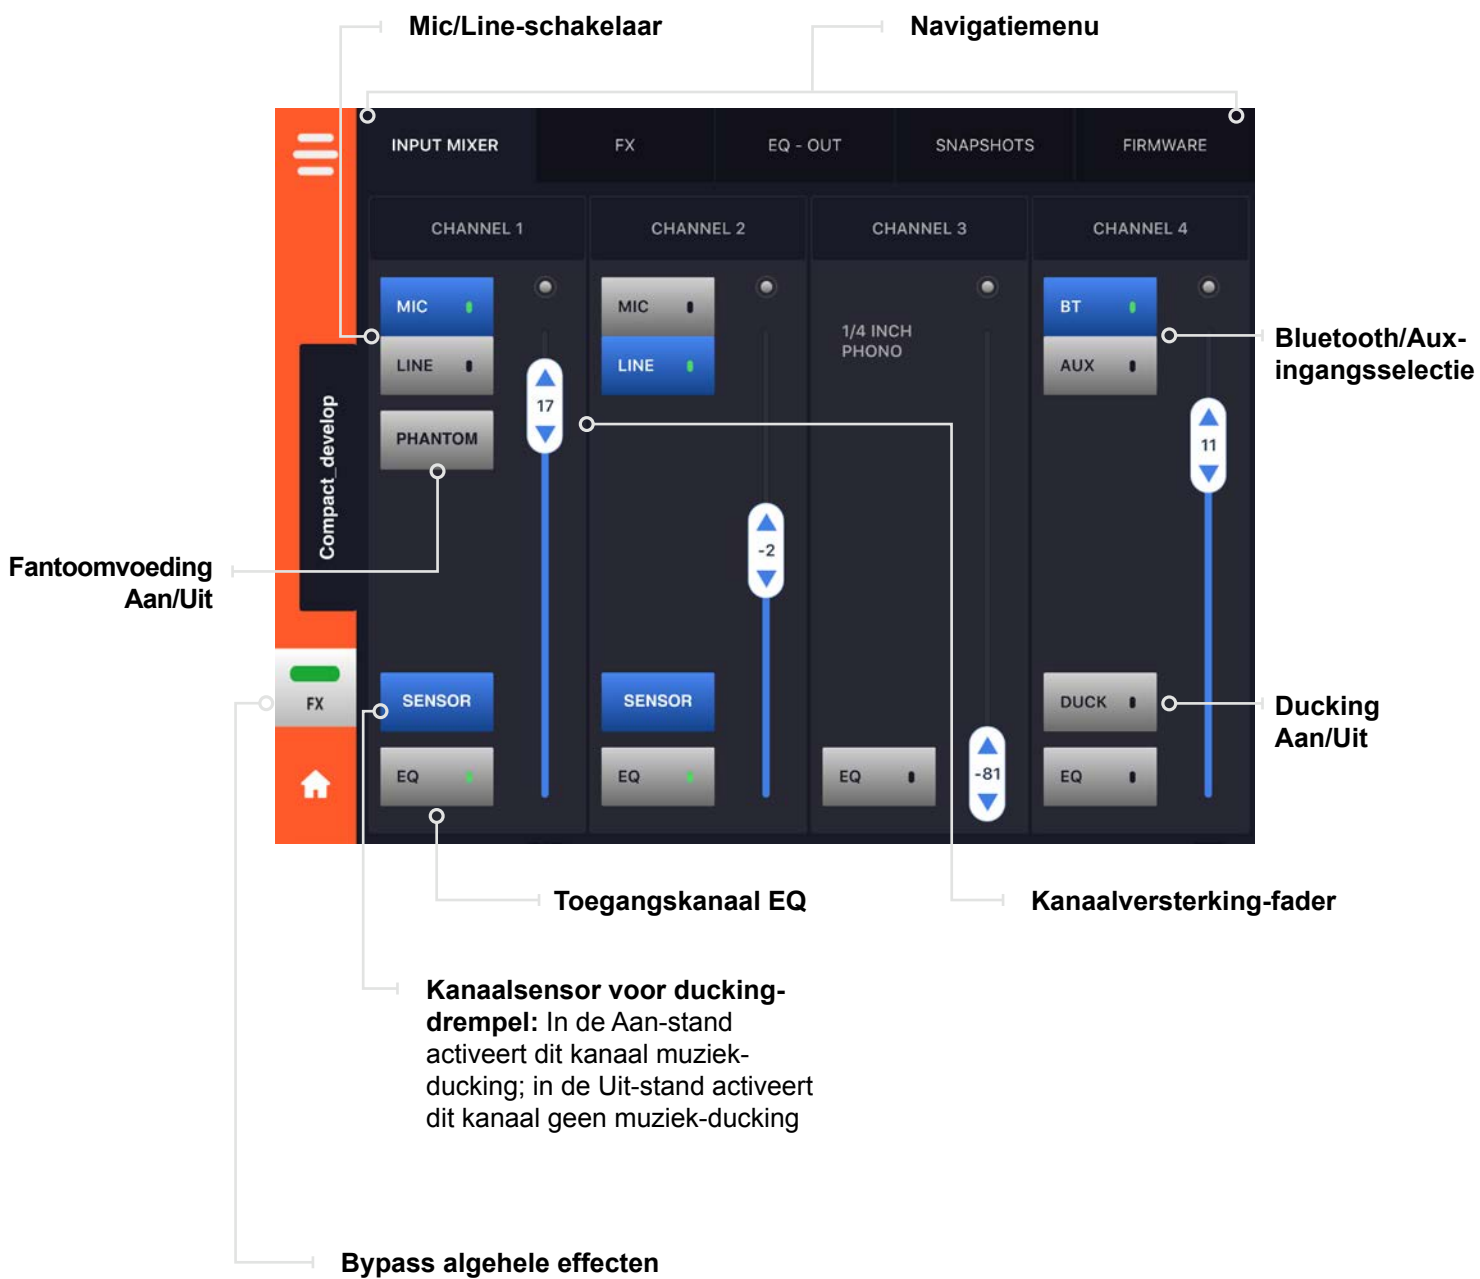 Mic/Line-schakelaar
Navigatiemenu
INPUT MIXER
FX
EQ - OUT
SNAPSHOTS
FIRMWARE
CHANNEL 1
CHANNEL 2
CHANNEL 3
CHANNEL 4
MIC
LINE
PHANTOM
17
SENSOR
EQ
MIC
LINE
-2
SENSOR
EQ
1/4 INCH
PHONO
-81
EQ
BT
AUX
11
DUCK
EQ
Compact_develop
FX
Bluetooth/Aux-
ingangsselectie
Fantoomvoeding
Aan/Uit
Ducking
Aan/Uit
Toegangskanaal EQ
Kanaalversterking-fader
Kanaalsensor voor ducking-
drempel: In de Aan-stand
activeert dit kanaal muziek-
ducking; in de Uit-stand activeert
dit kanaal geen muziek-ducking
Bypass algehele effecten